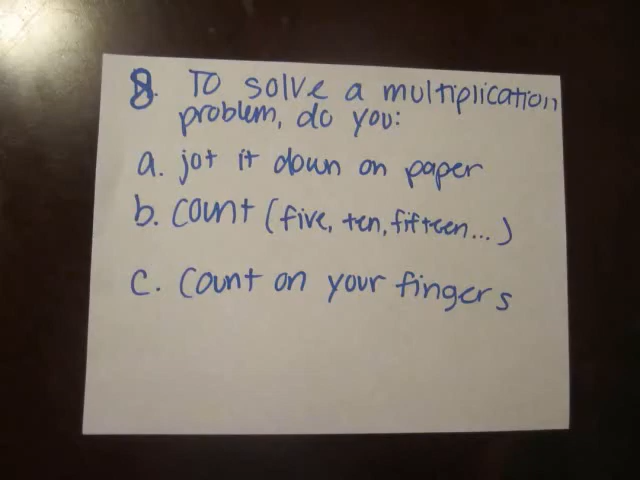 8. To solve a multiplication
problem, do you:
a. jot it down on paper
b. count (five, ten, fifteen...)
c. count on your fingers